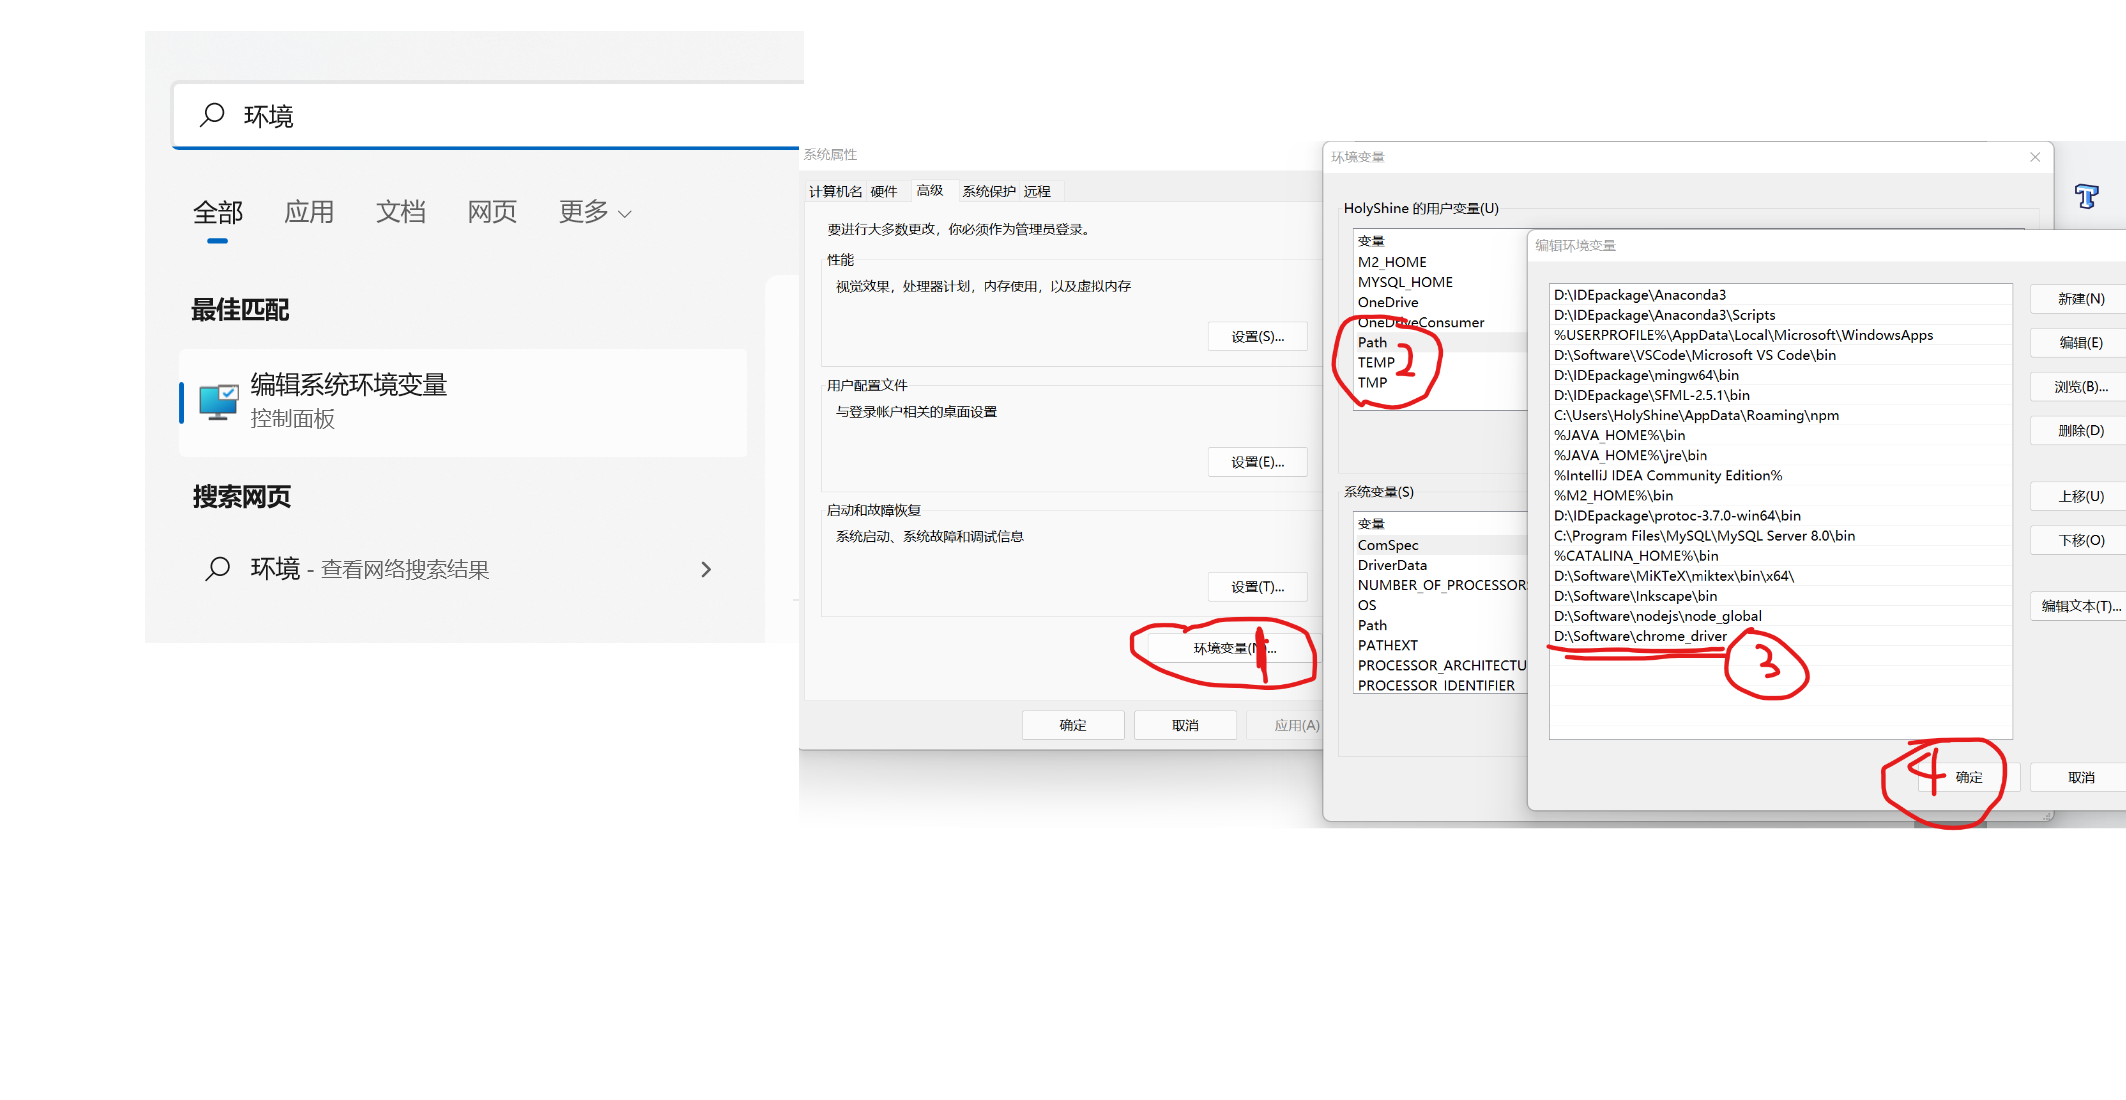 环境
全部 应用 文档 网页 更多
最佳匹配
编辑系统环境变量
控制面板
搜索网页
环境 - 查看网络搜索结果
系统属性
计算机名 硬件 高级 系统保护 远程
要进行大多数更改，你必须作为管理员登录。
性能
视觉效果，处理器计划，内存使用，以及虚拟内存
设置(S)...
用户配置文件
与登录帐户相关的桌面设置
设置(E)...
启动和故障恢复
系统启动、系统故障和调试信息
设置(T)...
环境变量(N)...
1
确定 取消 应用(A)
环境变量
HolyShine 的用户变量(U)
变量
M2_HOME
MYSQL_HOME
OneDrive
OneDriveConsumer
Path
TEMP
TMP
2
系统变量(S)
变量
ComSpec
DriverData
NUMBER_OF_PROCESSORS
OS
Path
PATHEXT
PROCESSOR_ARCHITECTU
PROCESSOR_IDENTIFIER
编辑环境变量
D:\IDEpackage\Anaconda3
D:\IDEpackage\Anaconda3\Scripts
%USERPROFILE%\AppData\Local\Microsoft\WindowsApps
D:\Software\VSCode\Microsoft VS Code\bin
D:\IDEpackage\mingw64\bin
D:\IDEpackage\SFML-2.5.1\bin
C:\Users\HolyShine\AppData\Roaming\npm
%JAVA_HOME%\bin
%JAVA_HOME%\jre\bin
%IntelliJ IDEA Community Edition%
%M2_HOME%\bin
D:\IDEpackage\protoc-3.7.0-win64\bin
C:\Program Files\MySQL\MySQL Server 8.0\bin
%CATALINA_HOME%\bin
D:\Software\MiKTeX\miktex\bin\x64\
D:\Software\Inkscape\bin
D:\Software\nodejs\node_global
D:\Software\chrome_driver
3
新建(N)
编辑(E)
浏览(B)...
删除(D)
上移(U)
下移(O)
编辑文本(T)...
4
确定 取消